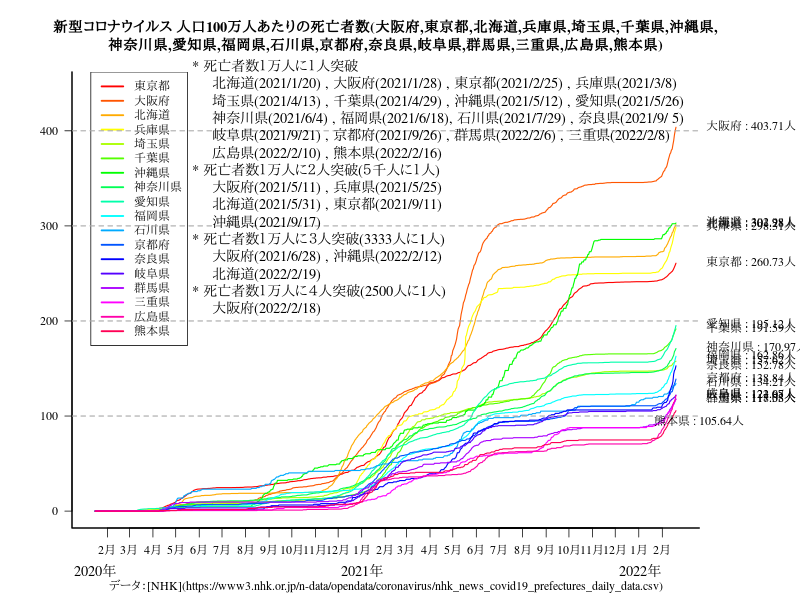 新型コロナウイルス 人口100万人あたりの死亡者数(大阪府,東京都,北海道,兵庫県,埼玉県,千葉県,沖縄県,
神奈川県,愛知県,福岡県,石川県,京都府,奈良県,岐阜県,群馬県,三重県,広島県,熊本県)
* 死亡者数1万人に1人突破
北海道(2021/1/20) , 大阪府(2021/1/28) , 東京都(2021/2/25) , 兵庫県(2021/3/8)
埼玉県(2021/4/13) , 千葉県(2021/4/29) , 沖縄県(2021/5/12) , 愛知県(2021/5/26)
神奈川県(2021/6/4) , 福岡県(2021/6/18), 石川県(2021/7/29) , 奈良県(2021/9/ 5)
岐阜県(2021/9/21) , 京都府(2021/9/26) , 群馬県(2022/2/6) , 三重県(2022/2/8)
広島県(2022/2/10) , 熊本県(2022/2/16)
* 死亡者数1万人に2人突破(5千人に1人)
大阪府(2021/5/11) , 兵庫県(2021/5/25)
北海道(2021/5/31) , 東京都(2021/9/11)
沖縄県(2021/9/17)
* 死亡者数1万人に3人突破(3333人に1人)
大阪府(2021/6/28) , 沖縄県(2022/2/12)
北海道(2022/2/19)
* 死亡者数1万人に4人突破(2500人に1人)
大阪府(2022/2/18)
東京都
大阪府
北海道
兵庫県
埼玉県
千葉県
沖縄県
神奈川県
愛知県
福岡県
石川県
京都府
奈良県
岐阜県
群馬県
三重県
広島県
熊本県
400
300
200
100
0
大阪府 : 403.71人
東京都 : 260.73人
神奈川県 : 170.97人
京都府 : 138.84人
石川県 : 134.21人
熊本県 : 105.64人
2月 3月 4月 5月 6月 7月 8月 9月 10月 11月 12月 1月 2月 3月 4月 5月 6月 7月 8月 9月 10月 11月 12月 1月 2月
2020年 2021年 2022年
データ:[NHK](https://www3.nhk.or.jp/n-data/opendata/coronavirus/nhk_news_covid19_prefectures_daily_data.csv)